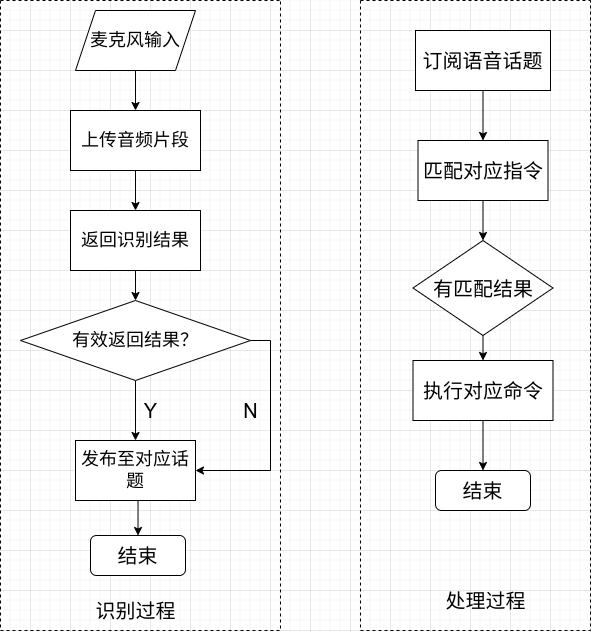 麦克风输入
上传音频片段
返回识别结果
有效返回结果？
Y
N
发布至对应话
题
结束
识别过程
订阅语音话题
匹配对应指令
有匹配结果
执行对应命令
结束
处理过程